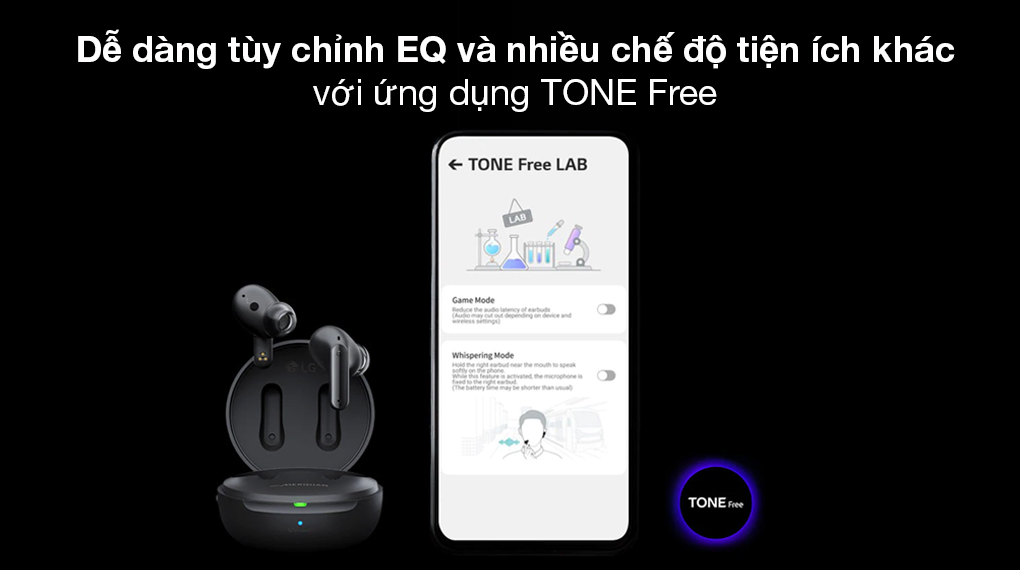 Dễ dàng tùy chỉnh EQ và nhiều chế độ tiện ích khác
với ứng dụng TONE Free
← TONE Free LAB
LAB
Game Mode
Reduce the audio latency of earbuds
(Audio may cut out depending on device and
wireless settings)
Whispering Mode
Hold the right earbud near the mouth to speak
softly on the phone.
While this feature is activated, the microphone is
fixed to the right earbud.
(The battery time may be shorter than usual)
LG
MERIDIAN
TONE Free